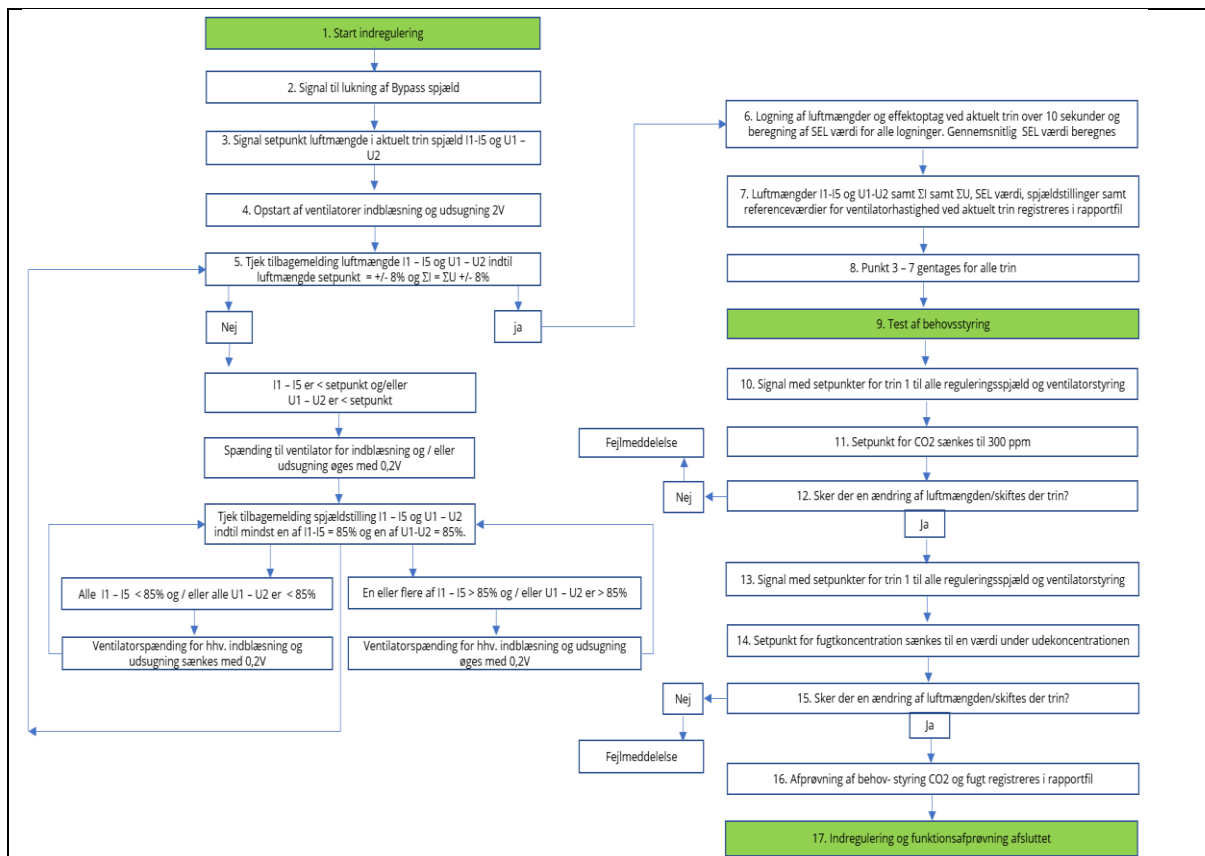 1. Start indregulering
2. Signal til lukning af Bypass spjæld
3. Signal setpunkt luftmængde i aktuelt trin spjæld I1-I5 og U1 –
U2
4. Opstart af ventilatorer indblæsning og udsugning 2V
5. Tjek tilbagemelding luftmængde I1 – I5 og U1 – U2 indtil
luftmængde setpunkt = +/- 8% og ΣI = ΣU +/- 8%
Nej
ja
I1 – I5 er < setpunkt og/eller
U1 – U2 er < setpunkt
Spænding til ventilator for indblæsning og / eller
udsugning øges med 0,2V
Tjek tilbagemelding spjældstilling I1 – I5 og U1 – U2
indtil mindst en af I1-I5 = 85% og en af U1-U2 = 85%.
Alle I1 – I5 < 85% og / eller alle U1 – U2 er < 85%
En eller flere af I1 – I5 > 85% og / eller U1 – U2 er > 85%
Ventilatorspænding for hhv. indblæsning og
udsugning sænkes med 0,2V
Ventilatorspænding for hhv. indblæsning og udsugning
øges med 0,2V
6. Logning af luftmængder og effektoptag ved aktuelt trin over 10 sekunder og
beregning af SEL værdi for alle logninger. Gennemsnitlig SEL værdi beregnes
7. Luftmængder I1-I5 og U1-U2 samt ΣI samt ΣU, SEL værdi, spjældstillinger samt
referenceværdier for ventilatorhastighed ved aktuelt trin registreres i rapportfil
8. Punkt 3 – 7 gentages for alle trin
9. Test af behovsstyring
10. Signal med setpunkter for trin 1 til alle reguleringsspjæld og ventilatorstyring
11. Setpunkt for CO2 sænkes til 300 ppm
Fejlmeddelelse
Nej
12. Sker der en ændring af luftmængden/skiftes der trin?
Ja
13. Signal med setpunkter for trin 1 til alle reguleringsspjæld og ventilatorstyring
14. Setpunkt for fugtkoncentration sænkes til en værdi under udekoncentrationen
Nej
15. Sker der en ændring af luftmængden/skiftes der trin?
Ja
Fejlmeddelelse
16. Afprøvning af behov- styring CO2 og fugt registreres i rapportfil
17. Indregulering og funktionsafprøvning afsluttet